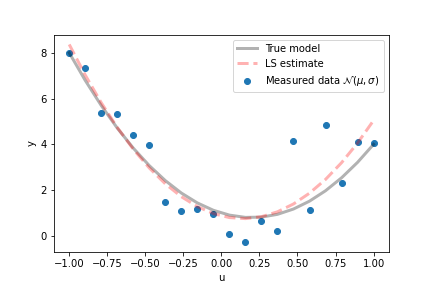 True model
LS estimate
Measured data 𝒩(μ, σ)
8
6
4
2
0
y
−1.00 −0.75 −0.50 −0.25 0.00 0.25 0.50 0.75 1.00
u